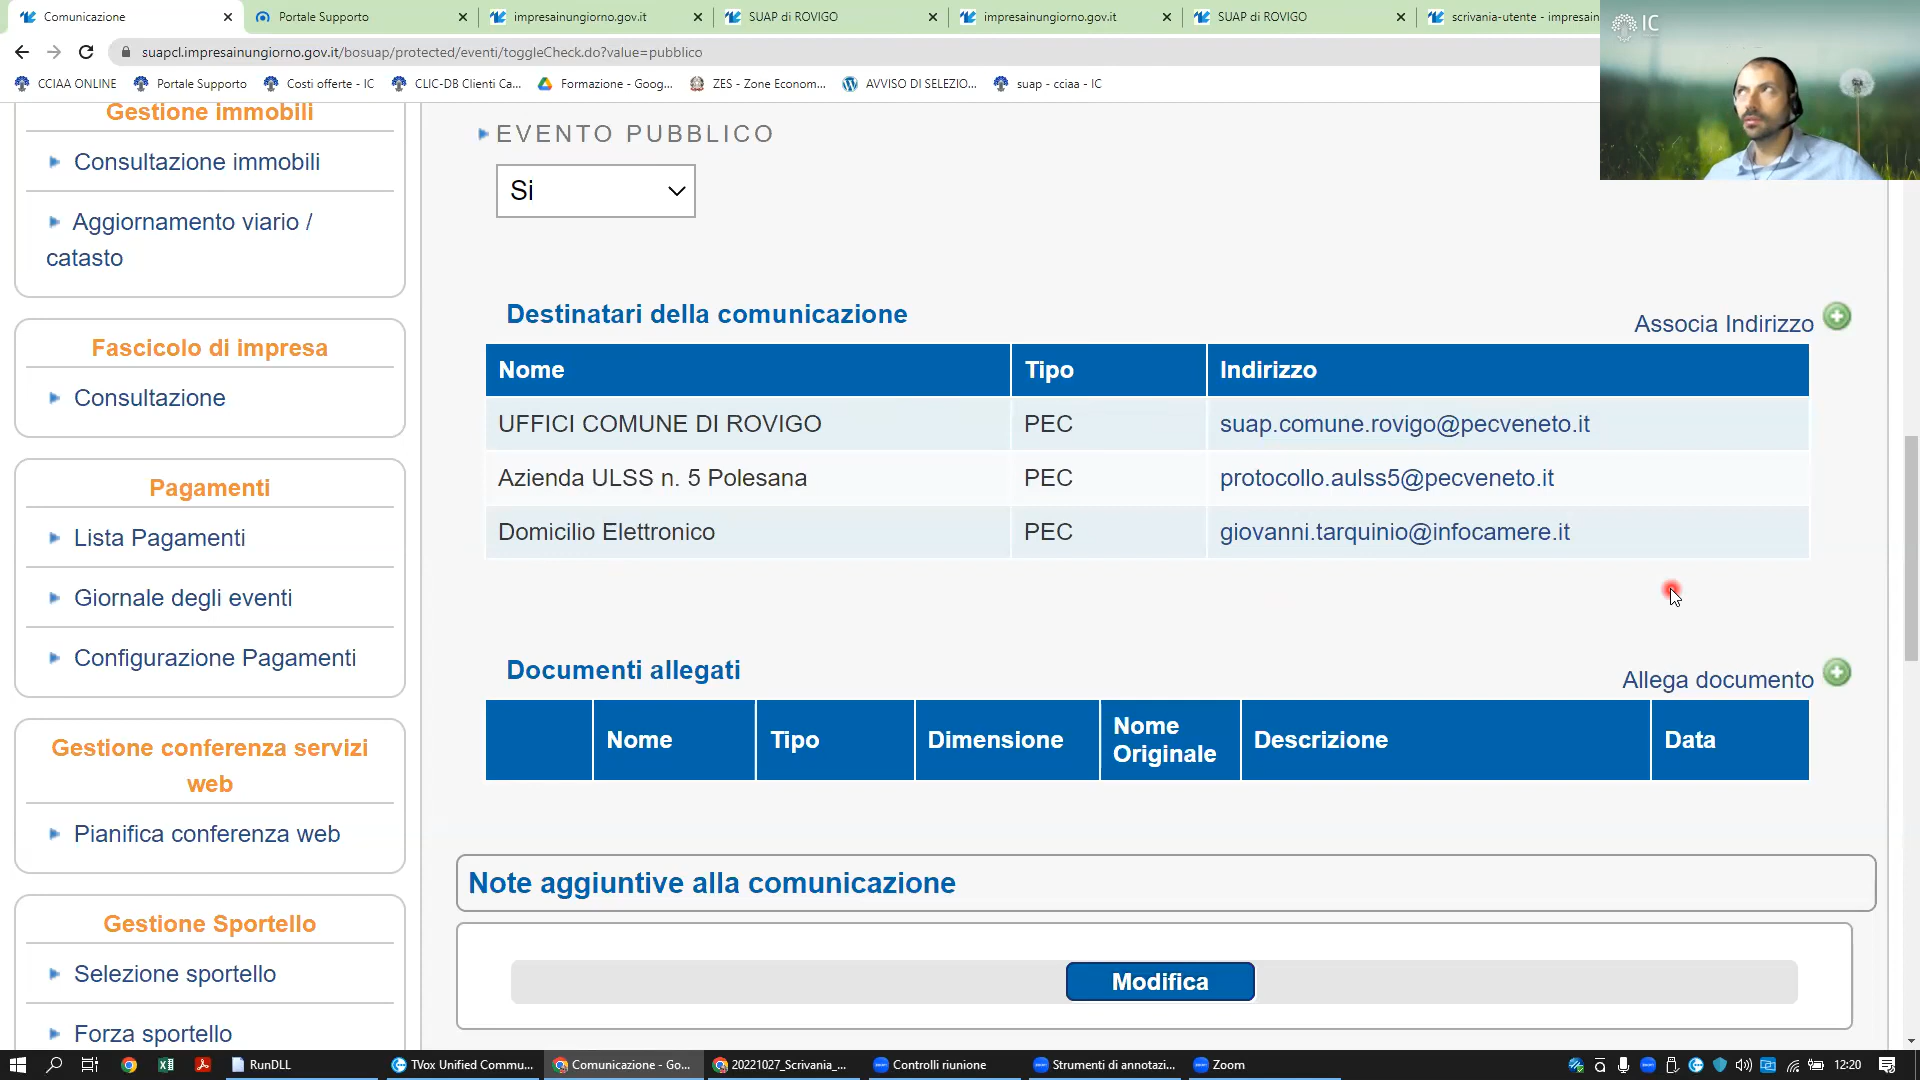 Comunicazione
Portale Supporto
impresainungiorno.gov.it
SUAP di ROVIGO
impresainungiorno.gov.it
SUAP di ROVIGO
scrivania-utente - impresain
suapcl.impresainungiorno.gov.it/bosuap/protected/eventi/toggleCheck.do?value=pubblico
CCIAA ONLINE
Portale Supporto
Costi offerte - IC
CLIC-DB Clienti Ca...
Formazione - Goog...
ZES - Zone Econom...
AVVISO DI SELEZIO...
suap - cciaa - IC
IC
Gestione immobili
Consultazione immobili
Aggiornamento viario /
catasto
Fascicolo di impresa
Consultazione
Pagamenti
Lista Pagamenti
Giornale degli eventi
Configurazione Pagamenti
Gestione conferenza servizi
web
Pianifica conferenza web
Gestione Sportello
Selezione sportello
Forza sportello
EVENTO PUBBLICO
Si
Destinatari della comunicazione
Associa Indirizzo
Nome Tipo Indirizzo
UFFICI COMUNE DI ROVIGO PEC suap.comune.rovigo@pecveneto.it
Azienda ULSS n. 5 Polesana PEC protocollo.aulss5@pecveneto.it
Domicilio Elettronico PEC giovanni.tarquinio@infocamere.it
Documenti allegati
Allega documento
Nome Tipo Dimensione Nome Originale Descrizione Data
Note aggiuntive alla comunicazione
Modifica
RunDLL
TVox Unified Commu...
Comunicazione - Go...
20221027_Scrivania_...
Controlli riunione
Strumenti di annotazi...
Zoom
12:20